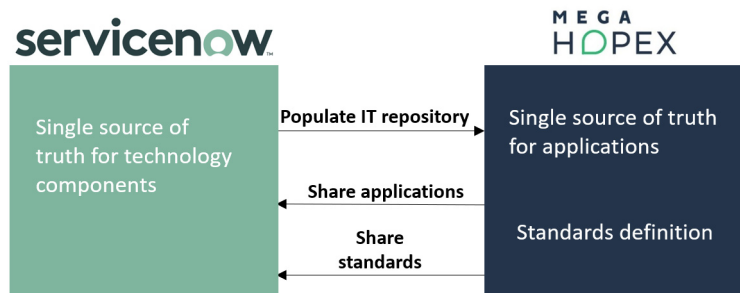 servicenow
MEGA
HOPEX
Single source of
truth for technology
components
Populate IT repository
Share applications
Share
standards
Single source of truth
for applications
Standards definition